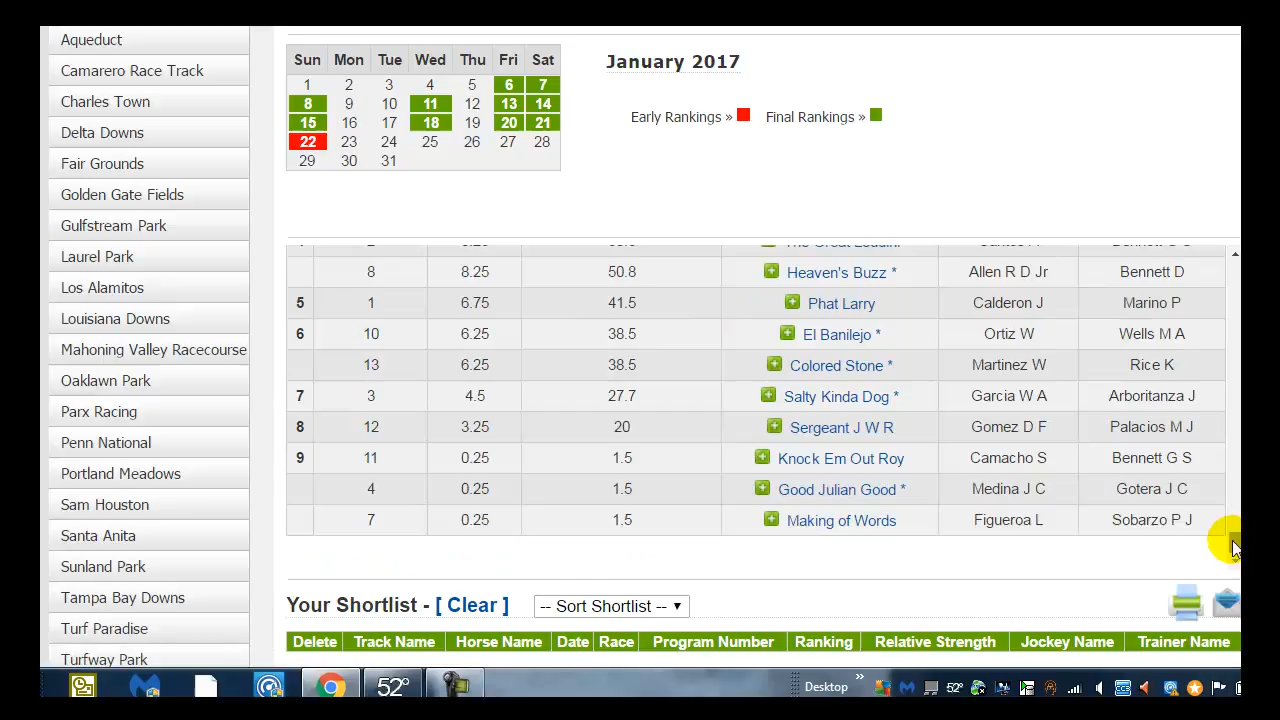 Aqueduct
Camarero Race Track
Charles Town
Delta Downs
Fair Grounds
Golden Gate Fields
Gulfstream Park
Laurel Park
Los Alamitos
Louisiana Downs
Mahoning Valley Racecourse
Oaklawn Park
Parx Racing
Penn National
Portland Meadows
Sam Houston
Santa Anita
Sunland Park
Tampa Bay Downs
Turf Paradise
Turfway Park
Sun Mon Tue Wed Thu Fri Sat
1 2 3 4 5 6 7
8 9 10 11 12 13 14
15 16 17 18 19 20 21
22 23 24 25 26 27 28
29 30 31
January 2017
Early Rankings » Final Rankings »
8 8.25 50.8 Heaven's Buzz * Allen R D Jr Bennett D
5 1 6.75 41.5 Phat Larry Calderon J Marino P
6 10 6.25 38.5 El Banilejo * Ortiz W Wells M A
13 6.25 38.5 Colored Stone * Martinez W Rice K
7 3 4.5 27.7 Salty Kinda Dog * Garcia W A Arboritanza J
8 12 3.25 20 Sergeant J W R Gomez D F Palacios M J
9 11 0.25 1.5 Knock Em Out Roy Camacho S Bennett G S
4 0.25 1.5 Good Julian Good * Medina J C Gotera J C
7 0.25 1.5 Making of Words Figueroa L Sobarzo P J
Your Shortlist - [ Clear ] -- Sort Shortlist --
Delete Track Name Horse Name Date Race Program Number Ranking Relative Strength Jockey Name Trainer Name
52° Desktop » 52°